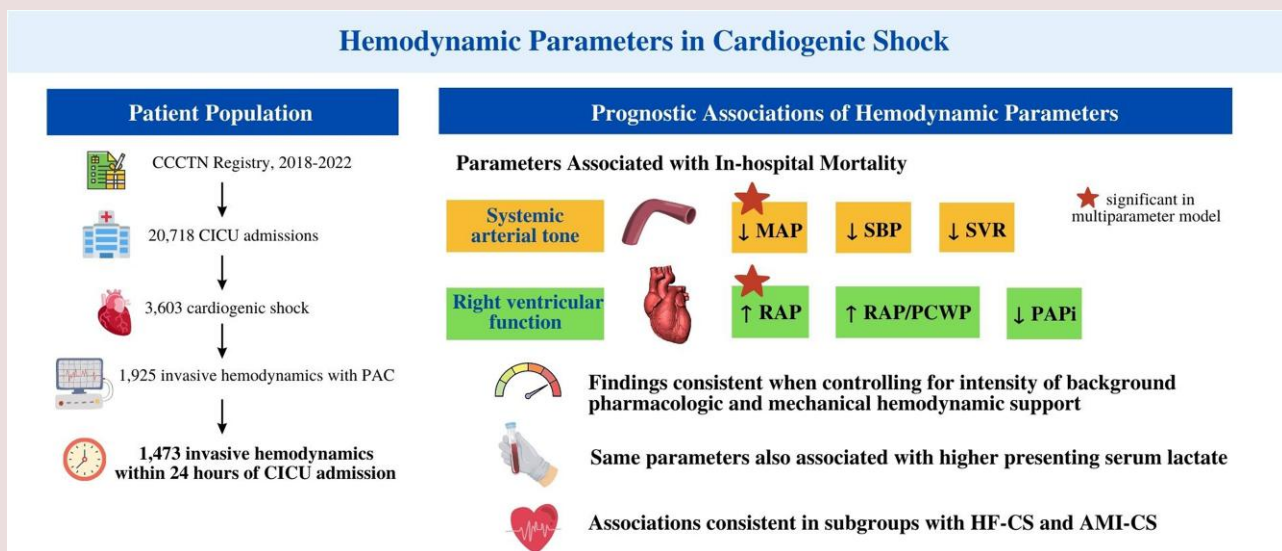 Hemodynamic Parameters in Cardiogenic Shock
Patient Population
CCCTN Registry, 2018-2022
20,718 CICU admissions
3,603 cardiogenic shock
1,925 invasive hemodynamics with PAC
1,473 invasive hemodynamics
within 24 hours of CICU admission
Prognostic Associations of Hemodynamic Parameters
Parameters Associated with In-hospital Mortality
significant in
multiparameter model
Systemic
arterial tone
↓ MAP
↓ SBP
↓ SVR
Right ventricular
function
↑ RAP
↑ RAP/PCWP
↓ PAPi
Findings consistent when controlling for intensity of background
pharmacologic and mechanical hemodynamic support
Same parameters also associated with higher presenting serum lactate
Associations consistent in subgroups with HF-CS and AMI-CS